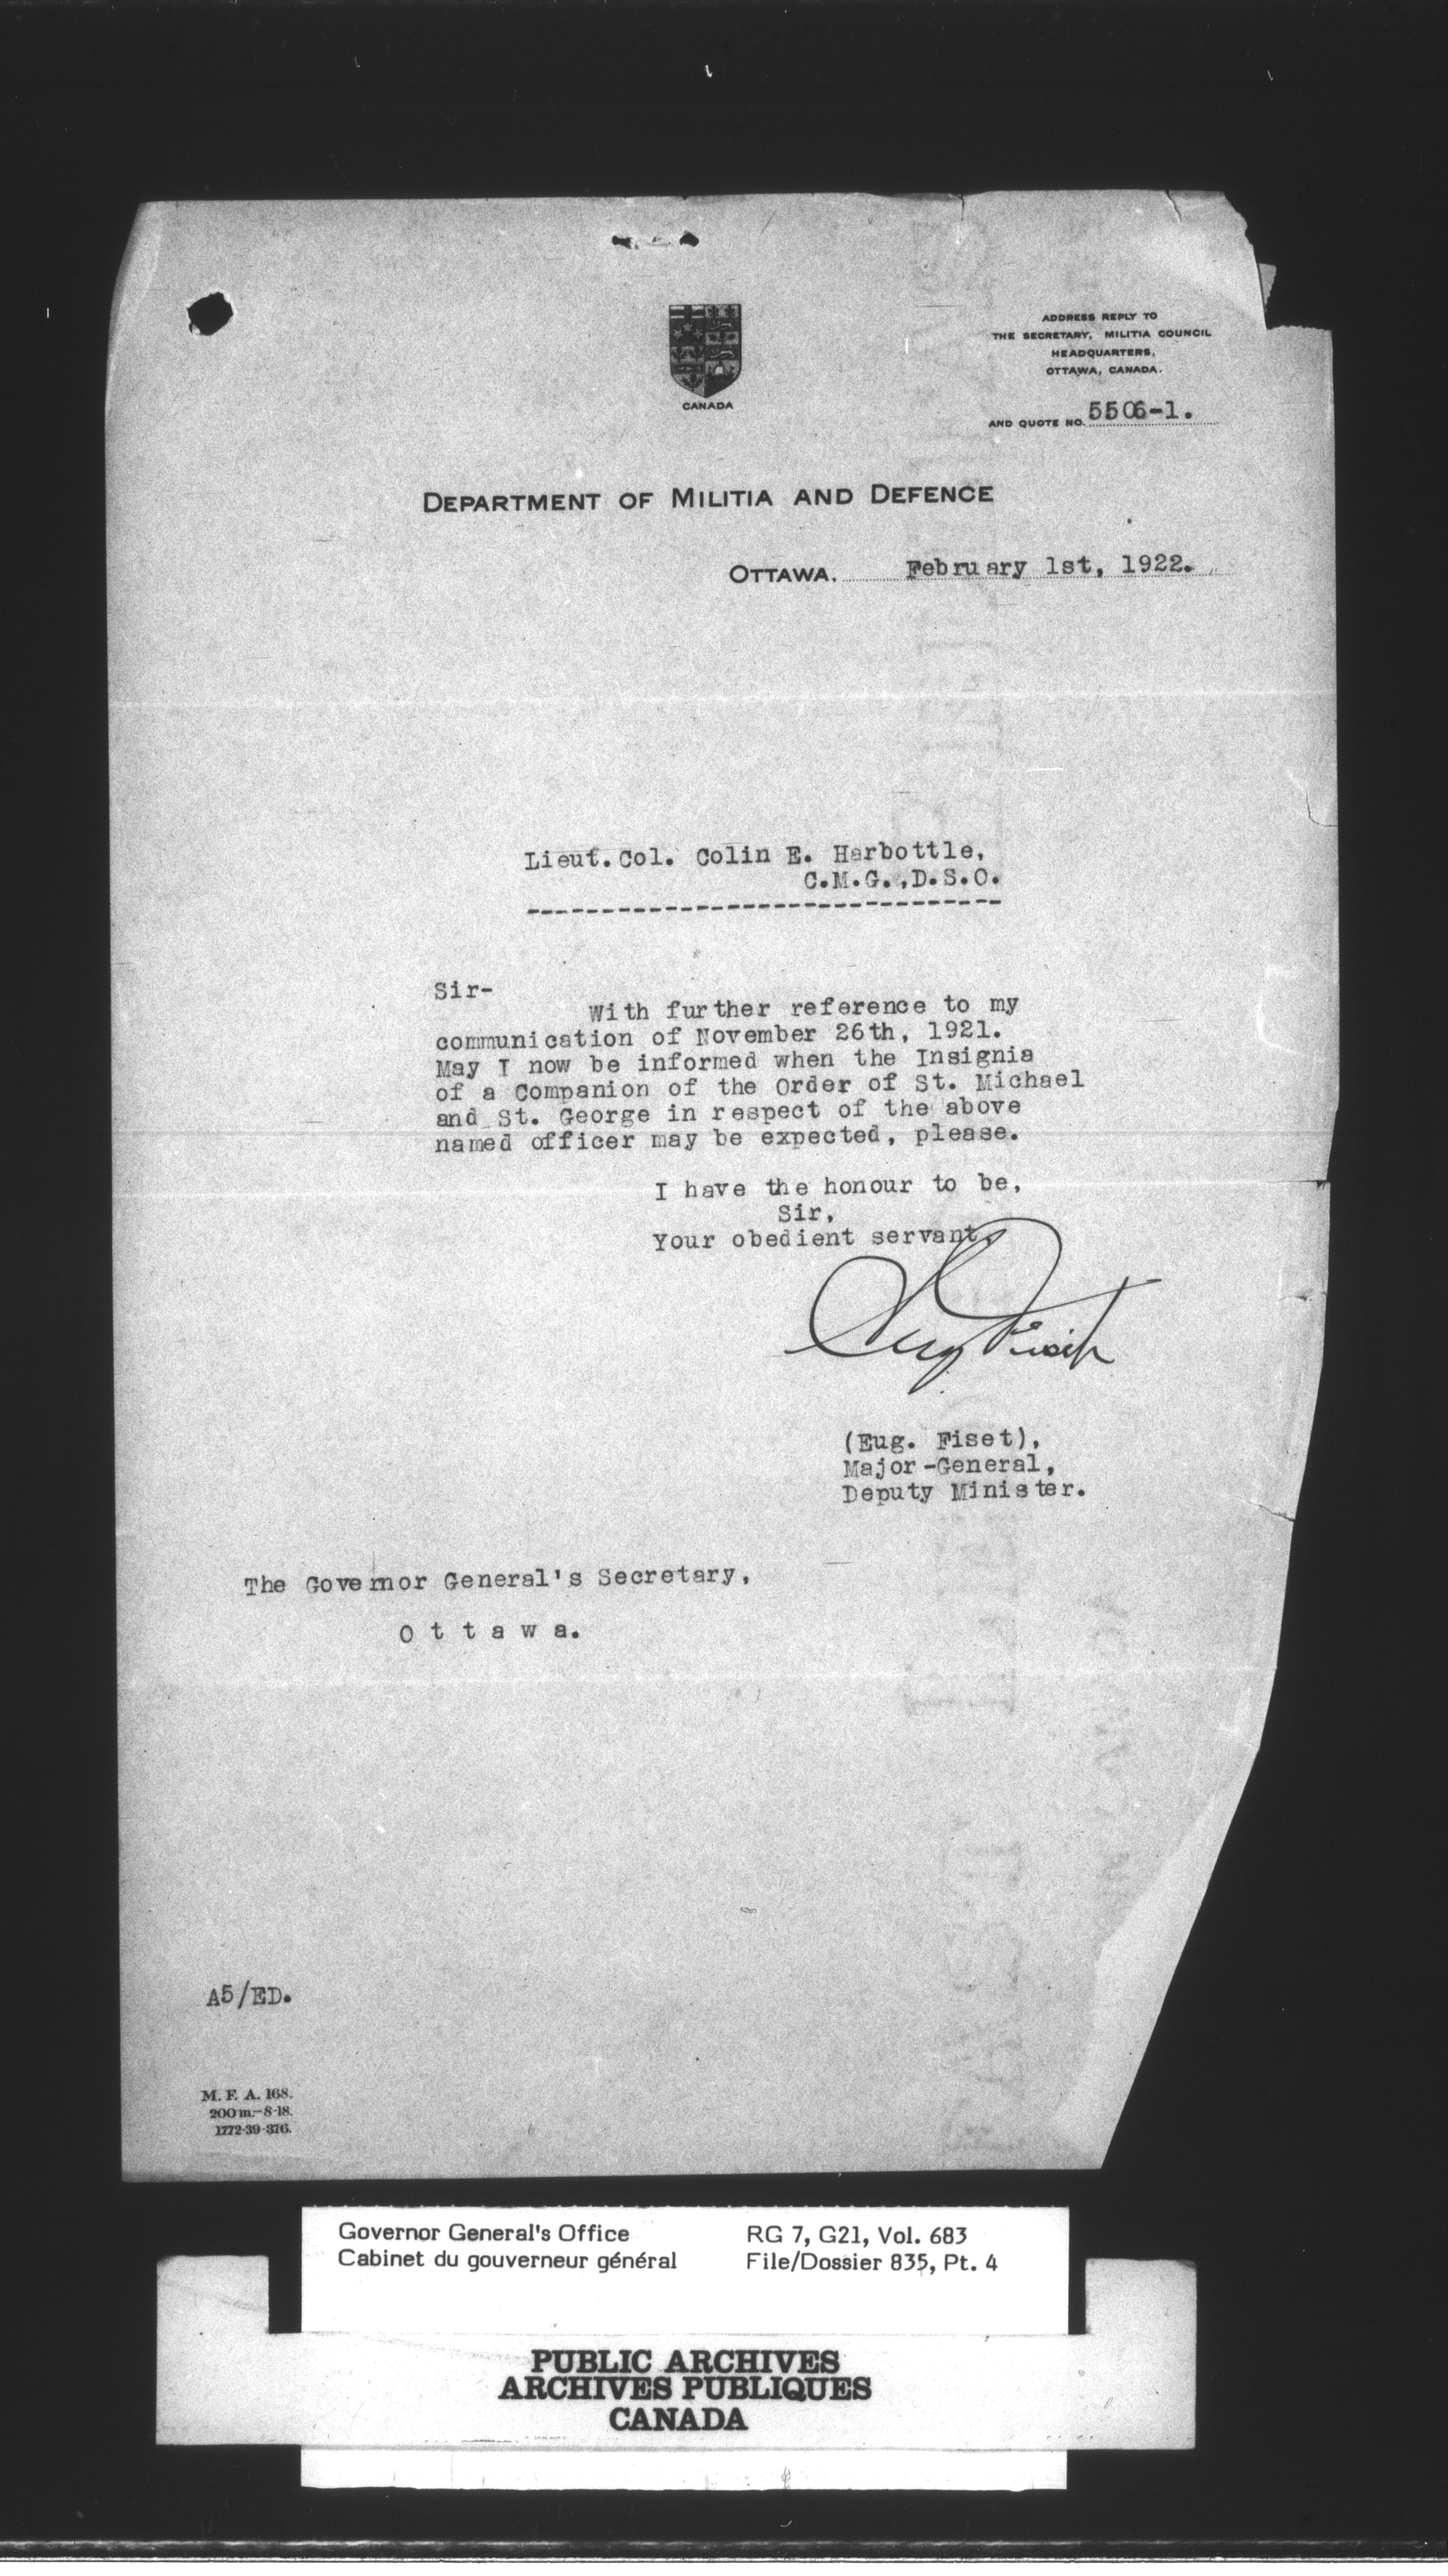 CANADA
ADDRESS REPLY TO
THE SECRETARY, MILITIA COUNCIL
HEADQUARTERS,
OTTAWA, CANADA.
AND QUOTE NO. 5506-1.
DEPARTMENT OF MILITIA AND DEFENCE
OTTAWA. February 1st, 1922.
Lieut.Col. Colin E. Harbottle,
C.M.G.,D.S.O.
Sir-
With further reference to my
communication of November 26th, 1921.
May I now be informed when the Insignia
of a Companion of the Order of St. Michael
and St. George in respect of the above
named officer may be expected, please.
I have the honour to be,
Sir,
Your obedient servant,
Eug Fiset
(Eug. Fiset),
Major-General,
Deputy Minister.
The Governor General's Secretary,
O t t a w a.
A5/ED.
M. F. A. 168.
200 m.-8-18.
1772-39-376.
Governor General's Office
Cabinet du gouverneur général
RG 7, G21, Vol. 683
File/Dossier 835, Pt. 4
PUBLIC ARCHIVES
ARCHIVES PUBLIQUES
CANADA